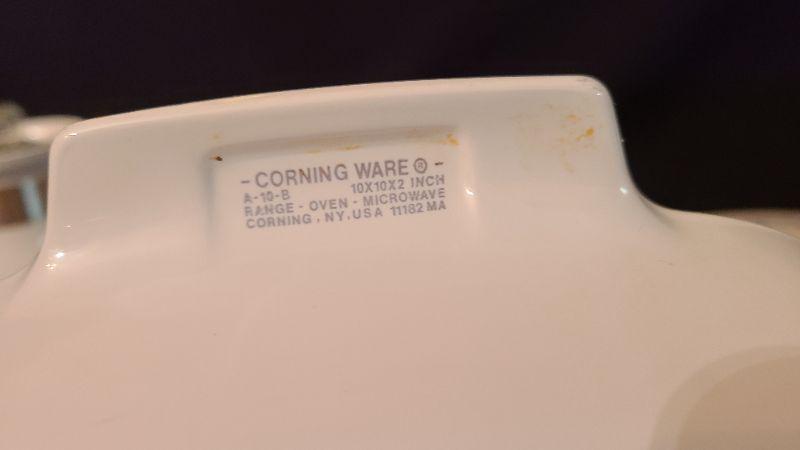 - CORNING WARE ® -
A-10-B 10X10X2 INCH
RANGE - OVEN - MICROWAVE
CORNING , NY. USA 11182 MA